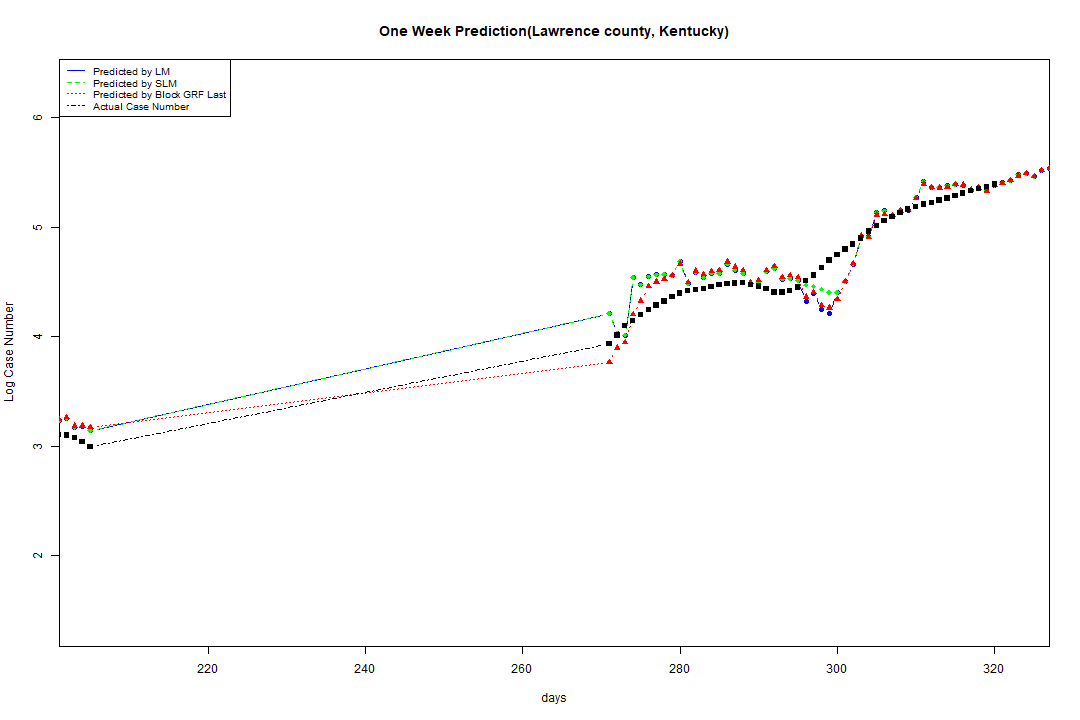 One Week Prediction(Lawrence county, Kentucky)
Predicted by LM
Predicted by SLM
Predicted by Block GRF Last
Actual Case Number
6
5
4
3
2
Log Case Number
220 240 260 280 300 320
days